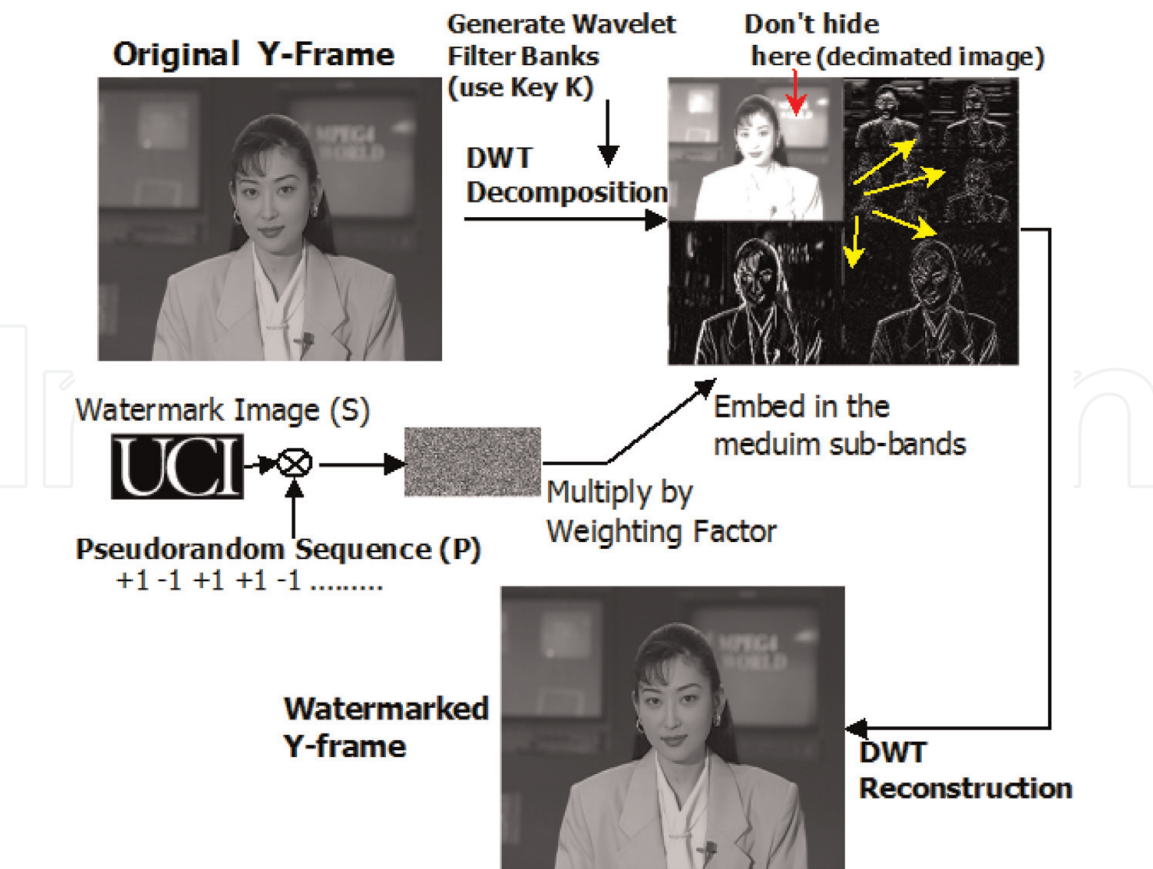 Original Y-Frame
Generate Wavelet
Filter Banks
(use Key K)
Don't hide
here (decimated image)
MPEG4
WORLD
DWT
Decomposition
Watermark Image (S)
UCI
Embed in the
meduim sub-bands
Multiply by
Weighting Factor
Pseudorandom Sequence (P)
+1 -1 +1 +1 -1 .........
MPEG4
WORLD
Watermarked
Y-frame
DWT
Reconstruction